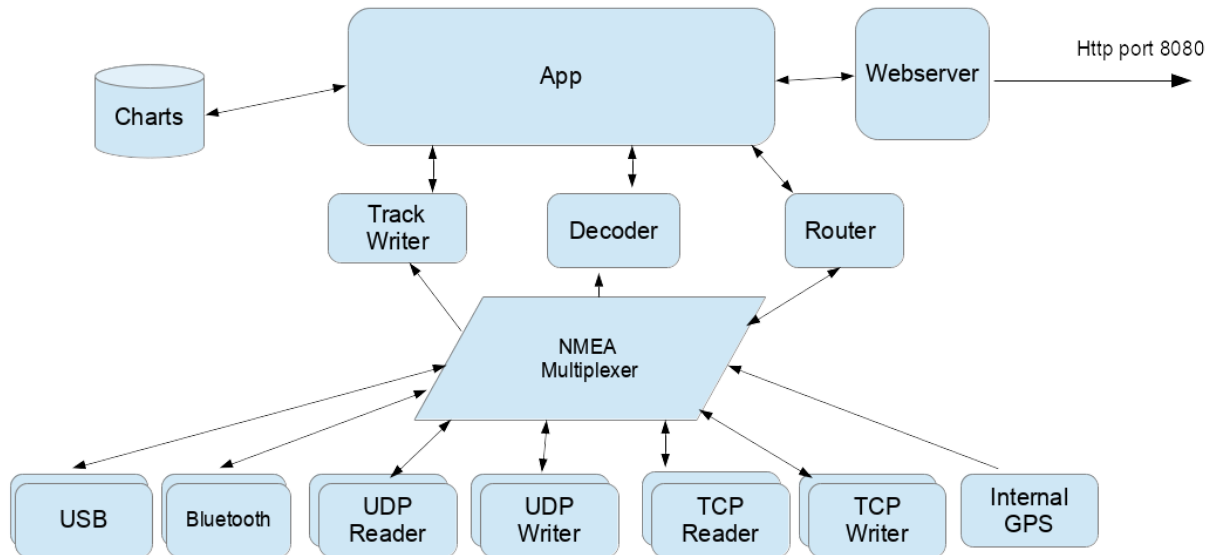 App
Webserver
Http port 8080
Charts
Track
Writer
Decoder
Router
NMEA
Multiplexer
USB
Bluetooth
UDP
Reader
UDP
Writer
TCP
Reader
TCP
Writer
Internal
GPS